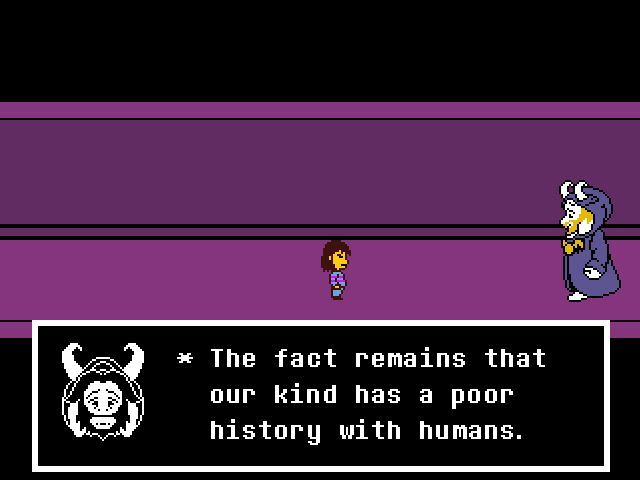 * The fact remains that
our kind has a poor
history with humans.